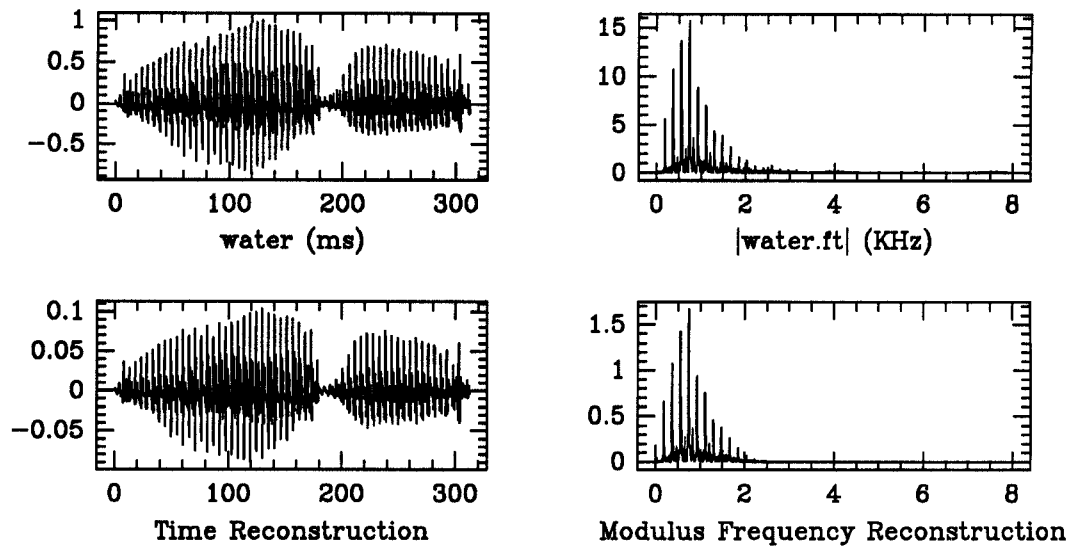 1
0.5
0
−0.5
0 100 200 300
water (ms)
15
10
5
0
0 2 4 6 8
|water.ft| (KHz)
0.1
0.05
0
−0.05
0 100 200 300
Time Reconstruction
1.5
1
0.5
0
0 2 4 6 8
Modulus Frequency Reconstruction